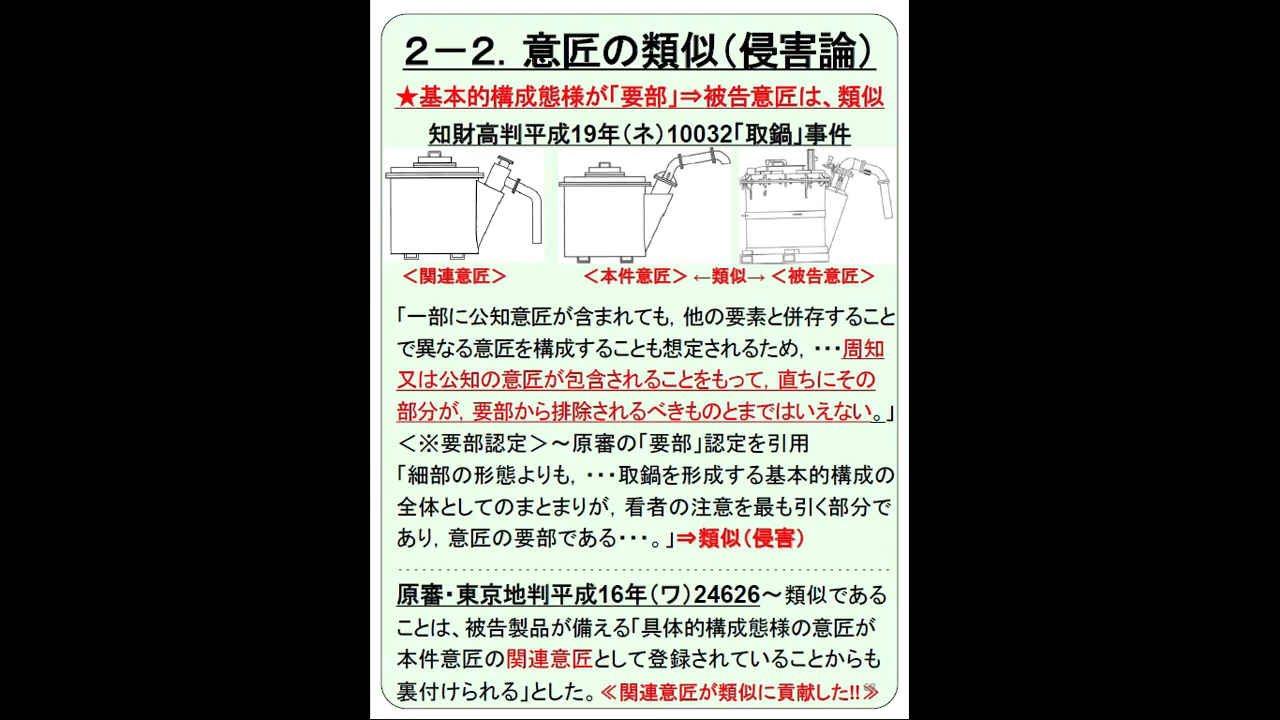 ２－２．意匠の類似（侵害論）
★基本的構成態様が「要部」⇒被告意匠は、類似
知財高判平成19年（ネ）10032「取鍋」事件
＜関連意匠＞ ＜本件意匠＞ ←類似→ ＜被告意匠＞
「一部に公知意匠が含まれても，他の要素と併存すること
で異なる意匠を構成することも想定されるため，・・・周知
又は公知の意匠が包含されることをもって，直ちにその
部分が，要部から排除されるべきものとまではいえない。」
＜※要部認定＞～原審の「要部」認定を引用
「細部の形態よりも，・・・取鍋を形成する基本的構成の
全体としてのまとまりが，看者の注意を最も引く部分で
あり，意匠の要部である・・・。」⇒類似（侵害）
原審・東京地判平成16年（ワ）24626～類似である
ことは、被告製品が備える「具体的構成態様の意匠が
本件意匠の関連意匠として登録されていることからも
裏付けられる」とした。≪関連意匠が類似に貢献した!!≫